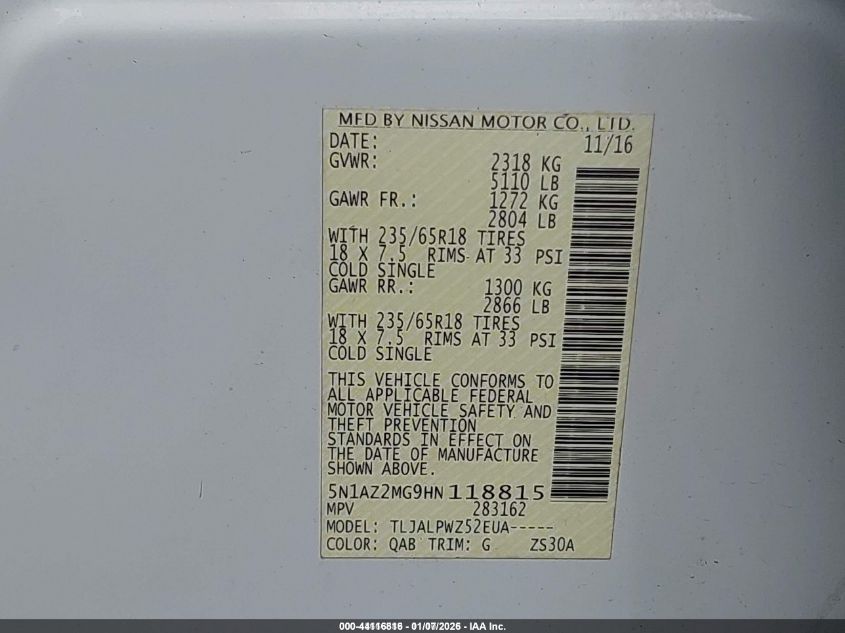 MFD BY NISSAN MOTOR CO., LTD.
DATE: 11/16
GVWR: 2318 KG
5110 LB
GAWR FR.: 1272 KG
2804 LB
WITH 235/65R18 TIRES
18 X 7.5 RIMS AT 33 PSI
COLD SINGLE
GAWR RR.: 1300 KG
2866 LB
WITH 235/65R18 TIRES
18 X 7.5 RIMS AT 33 PSI
COLD SINGLE
THIS VEHICLE CONFORMS TO
ALL APPLICABLE FEDERAL
MOTOR VEHICLE SAFETY AND
THEFT PREVENTION
STANDARDS IN EFFECT ON
THE DATE OF MANUFACTURE
SHOWN ABOVE.
5N1AZ2MG9HN118815
MPV 283162
MODEL: TLJALPWZ52EUA-----
COLOR: QAB TRIM: G ZS30A
01/07/2026 - IAA Inc.